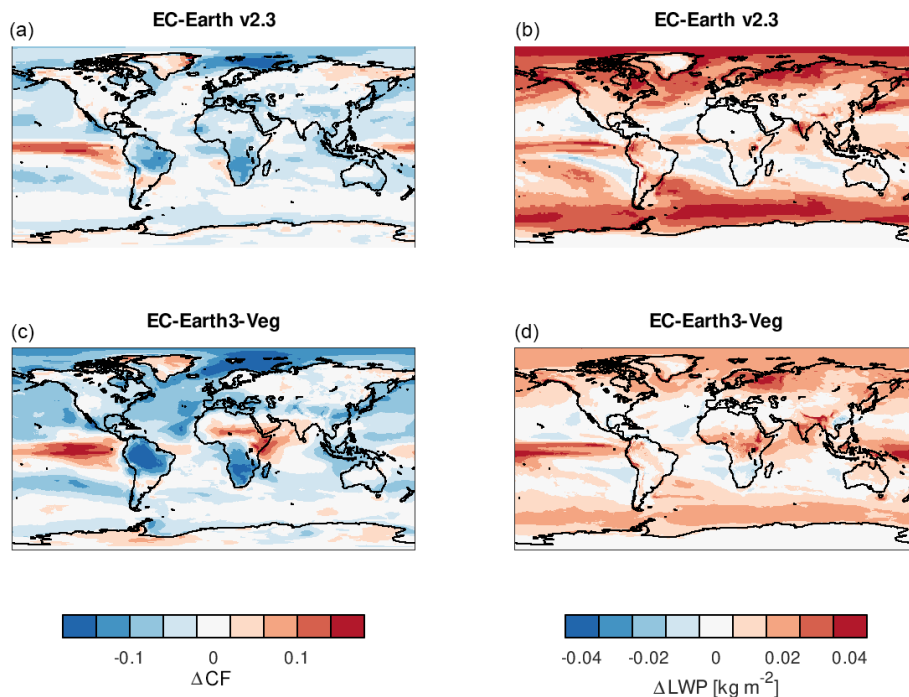 (a) EC-Earth v2.3
(b) EC-Earth v2.3
(c) EC-Earth3-Veg
(d) EC-Earth3-Veg
-0.1 0 0.1
ΔCF
-0.04 -0.02 0 0.02 0.04
ΔLWP [kg m⁻²]